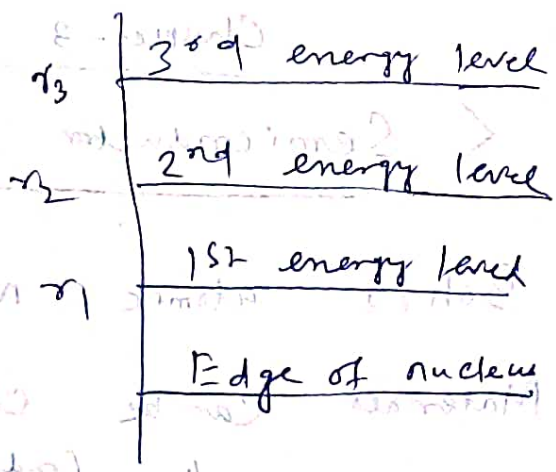 r3 3rd energy level
r2 2nd energy level
r1 1st energy level
Edge of nucleus